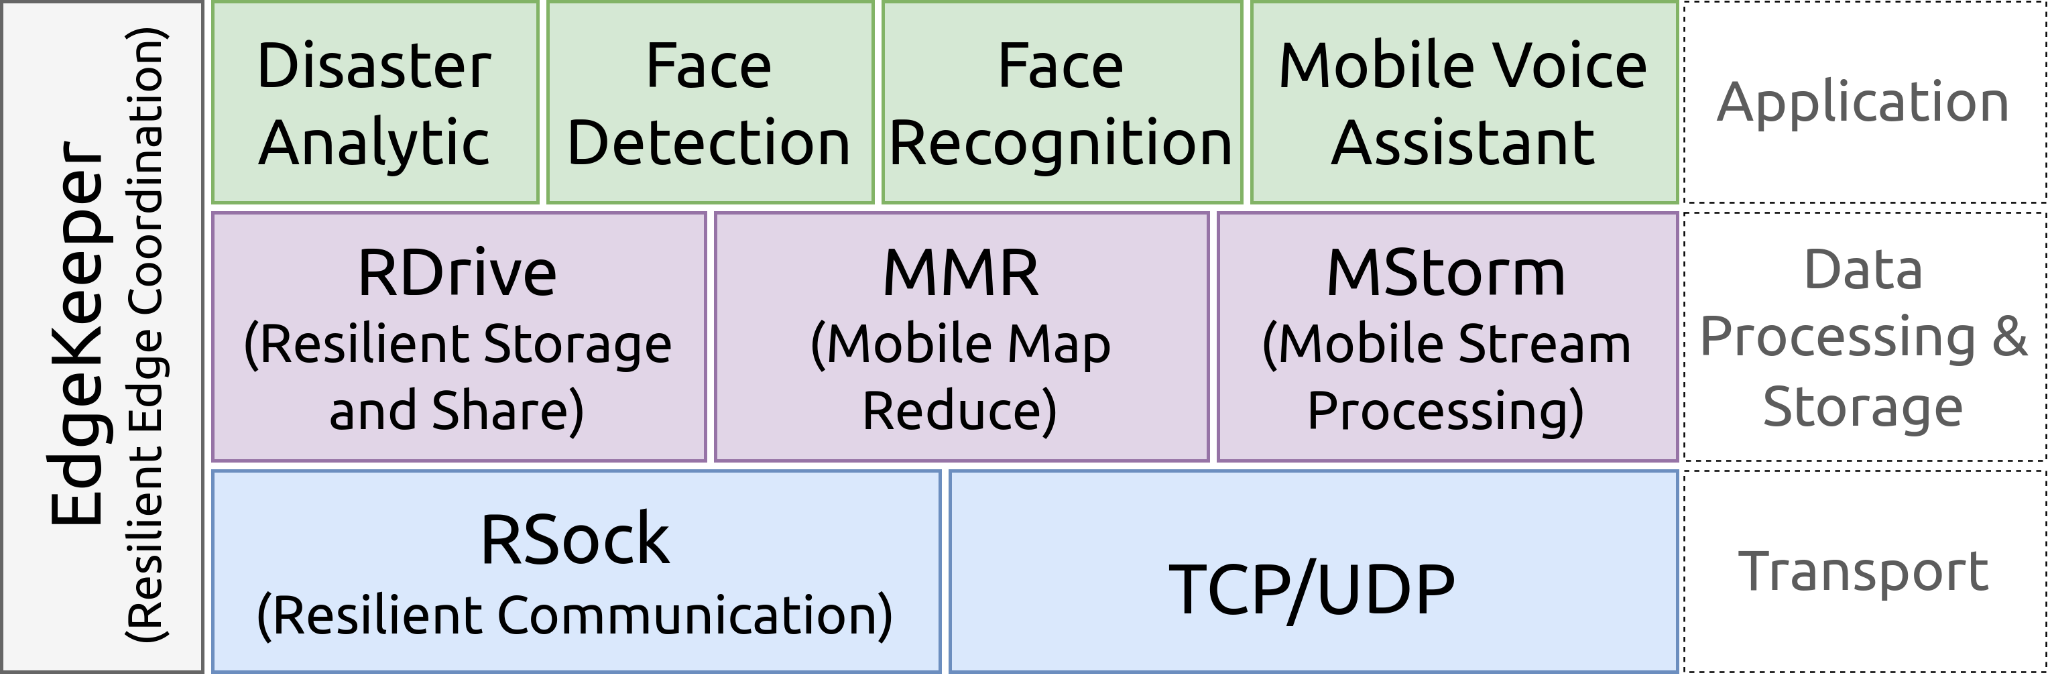 EdgeKeeper
(Resilient Edge Coordination)
Disaster
Analytic
Face
Detection
Face
Recognition
Mobile Voice
Assistant
Application
RDrive
(Resilient Storage
and Share)
MMR
(Mobile Map
Reduce)
MStorm
(Mobile Stream
Processing)
Data
Processing &
Storage
RSock
(Resilient Communication)
TCP/UDP
Transport